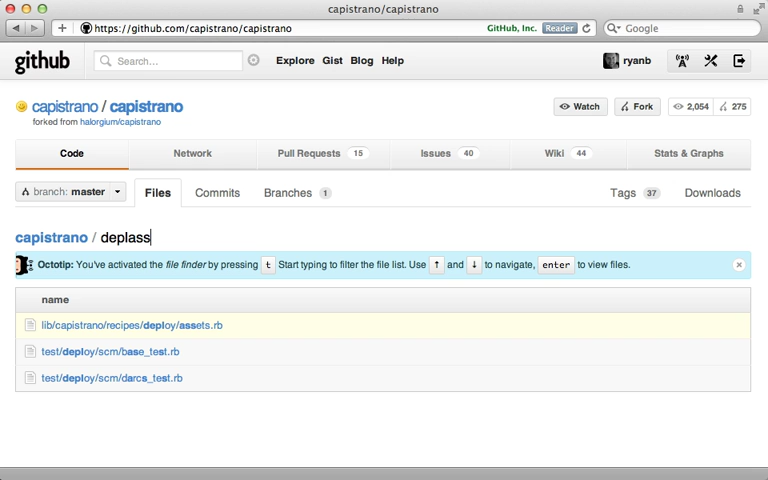 capistrano/capistrano
https://github.com/capistrano/capistrano GitHub, Inc. Reader Google
github Search... Explore Gist Blog Help ryanb
capistrano / capistrano Watch Fork 2,054 275
forked from halorgium/capistrano
Code Network Pull Requests 15 Issues 40 Wiki 44 Stats & Graphs
branch: master Files Commits Branches 1 Tags 37 Downloads
capistrano / deplass
Octotip: You've activated the file finder by pressing t Start typing to filter the file list. Use ↑ and ↓ to navigate, enter to view files.
name
lib/capistrano/recipes/deploy/assets.rb
test/deploy/scm/base_test.rb
test/deploy/scm/darcs_test.rb